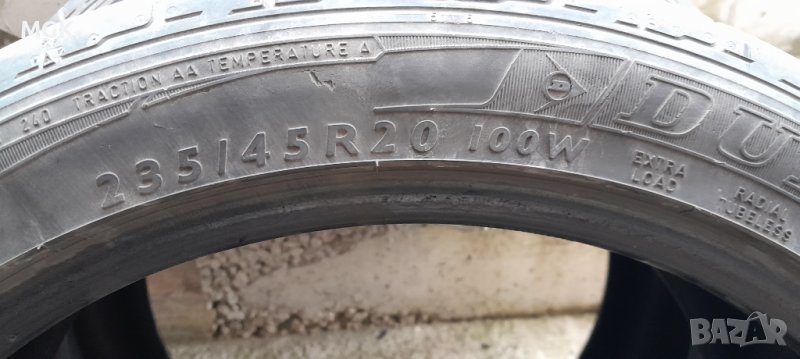 240 TRACTION AA TEMPERATURE A
D
DU
235/45R20 100W
EXTRA
LOAD
RADIAL
TUBELESS
BAZAR